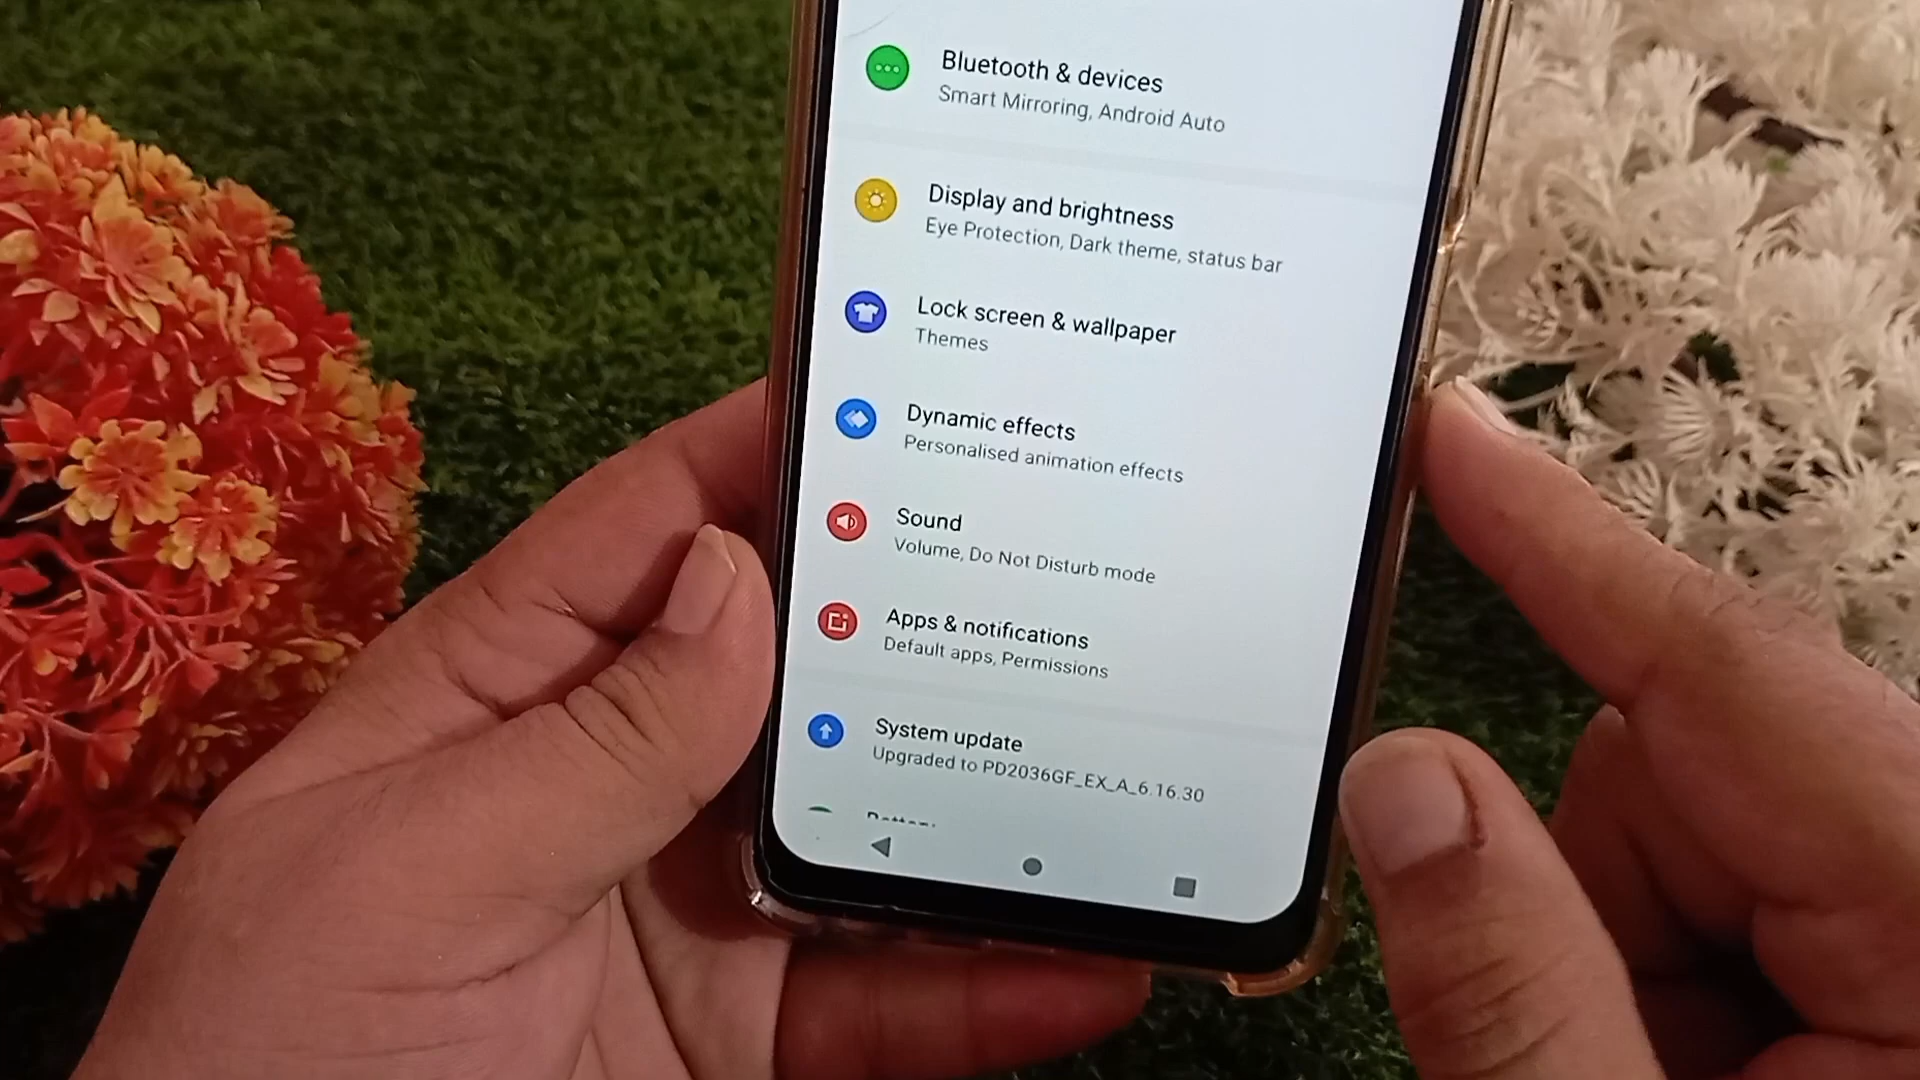 Bluetooth & devices
Smart Mirroring, Android Auto
Display and brightness
Eye Protection, Dark theme, status bar
Lock screen & wallpaper
Themes
Dynamic effects
Personalised animation effects
Sound
Volume, Do Not Disturb mode
Apps & notifications
Default apps, Permissions
System update
Upgraded to PD2036GF_EX_A_6.16.30